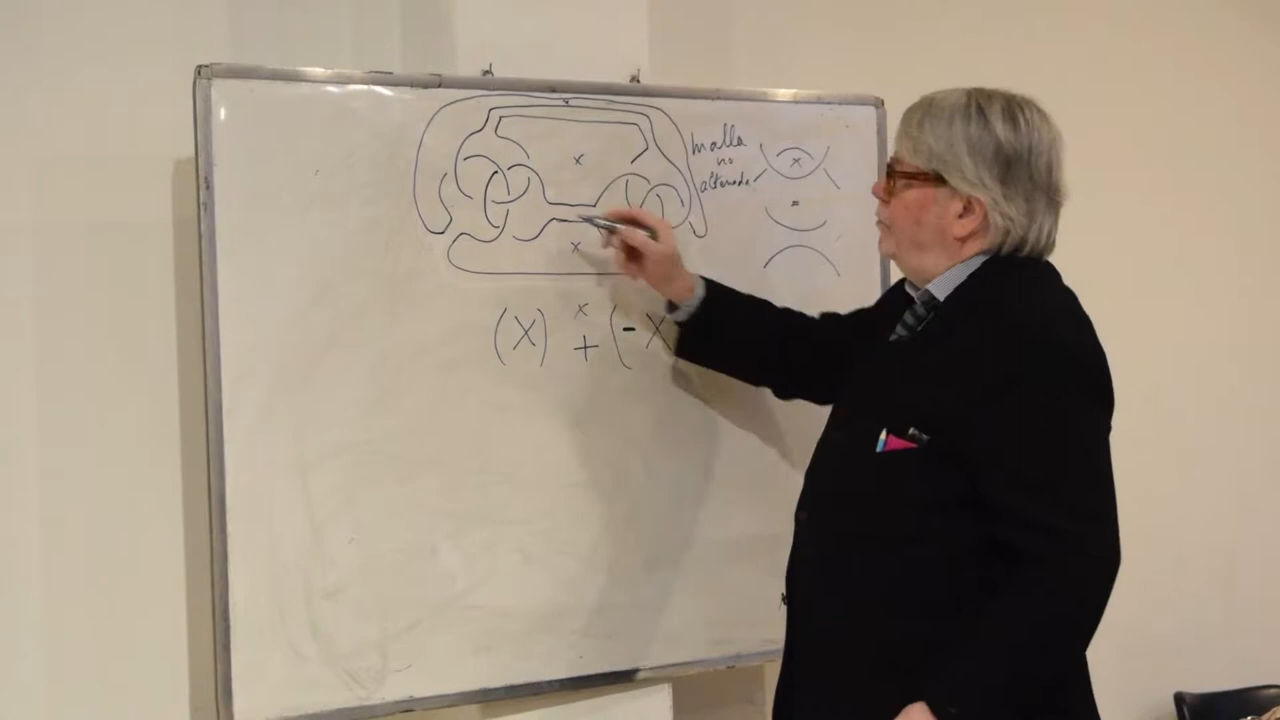 x
malla
no
alternada
x
=
x
(X) + (- X
x